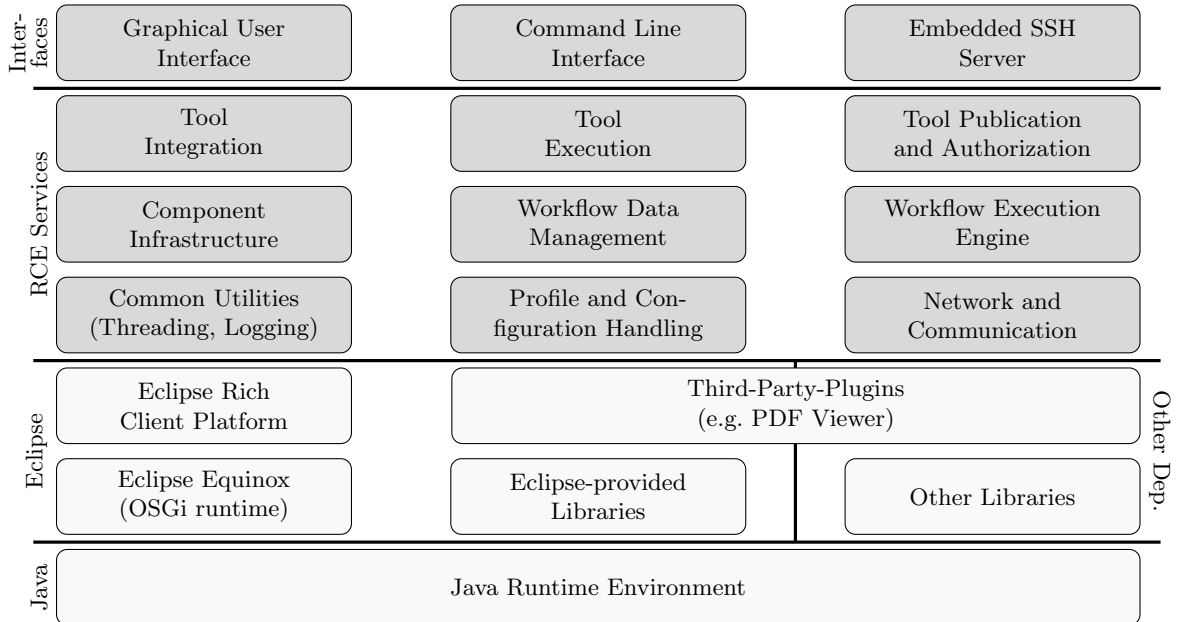 Inter-
faces
Graphical User
Interface
Command Line
Interface
Embedded SSH
Server
RCE Services
Tool
Integration
Tool
Execution
Tool Publication
and Authorization
Component
Infrastructure
Workflow Data
Management
Workflow Execution
Engine
Common Utilities
(Threading, Logging)
Profile and Con-
figuration Handling
Network and
Communication
Eclipse
Eclipse Rich
Client Platform
Third-Party-Plugins
(e.g. PDF Viewer)
Other Dep.
Eclipse Equinox
(OSGi runtime)
Eclipse-provided
Libraries
Other Libraries
Java
Java Runtime Environment